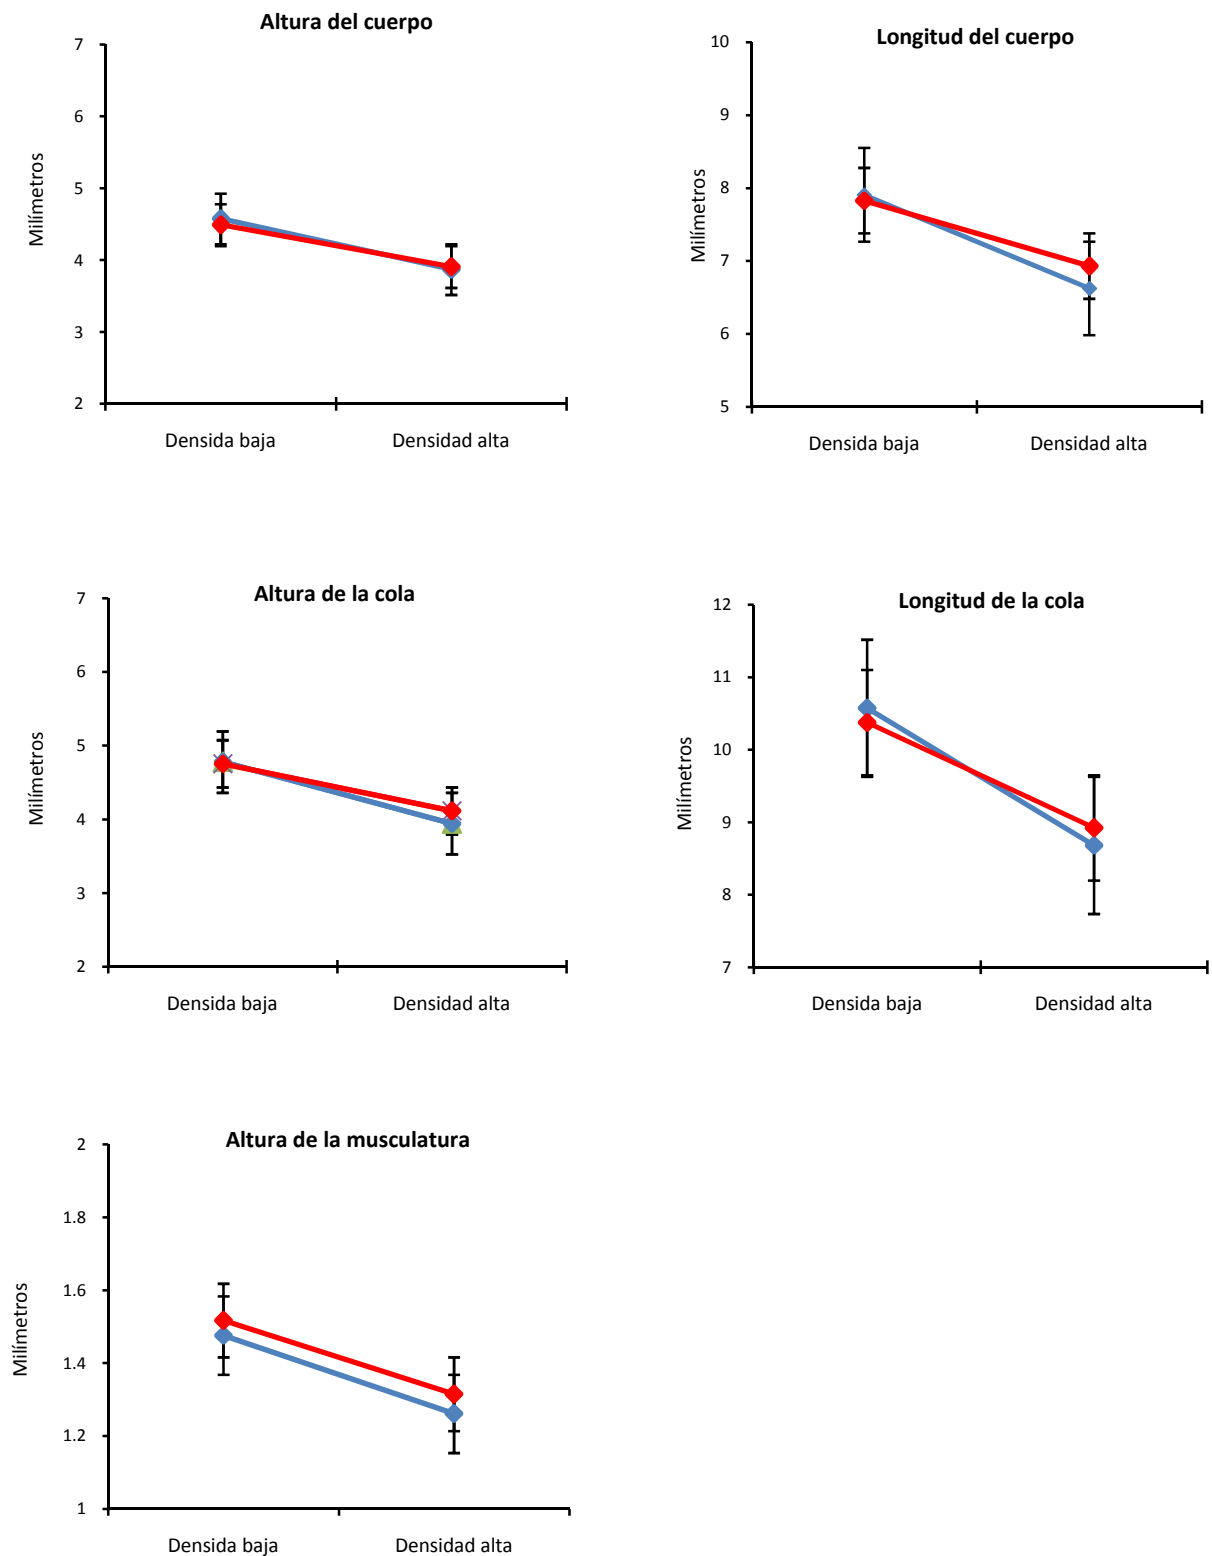 Altura del cuerpo
7
6
5
4
3
2
Milímetros
Densida baja
Densidad alta
Longitud del cuerpo
10
9
8
7
6
5
Milímetros
Densida baja
Densidad alta
Altura de la cola
7
6
5
4
3
2
Milímetros
Densida baja
Densidad alta
Longitud de la cola
12
11
10
9
8
7
Milímetros
Densida baja
Densidad alta
Altura de la musculatura
2
1.8
1.6
1.4
1.2
1
Milímetros
Densida baja
Densidad alta